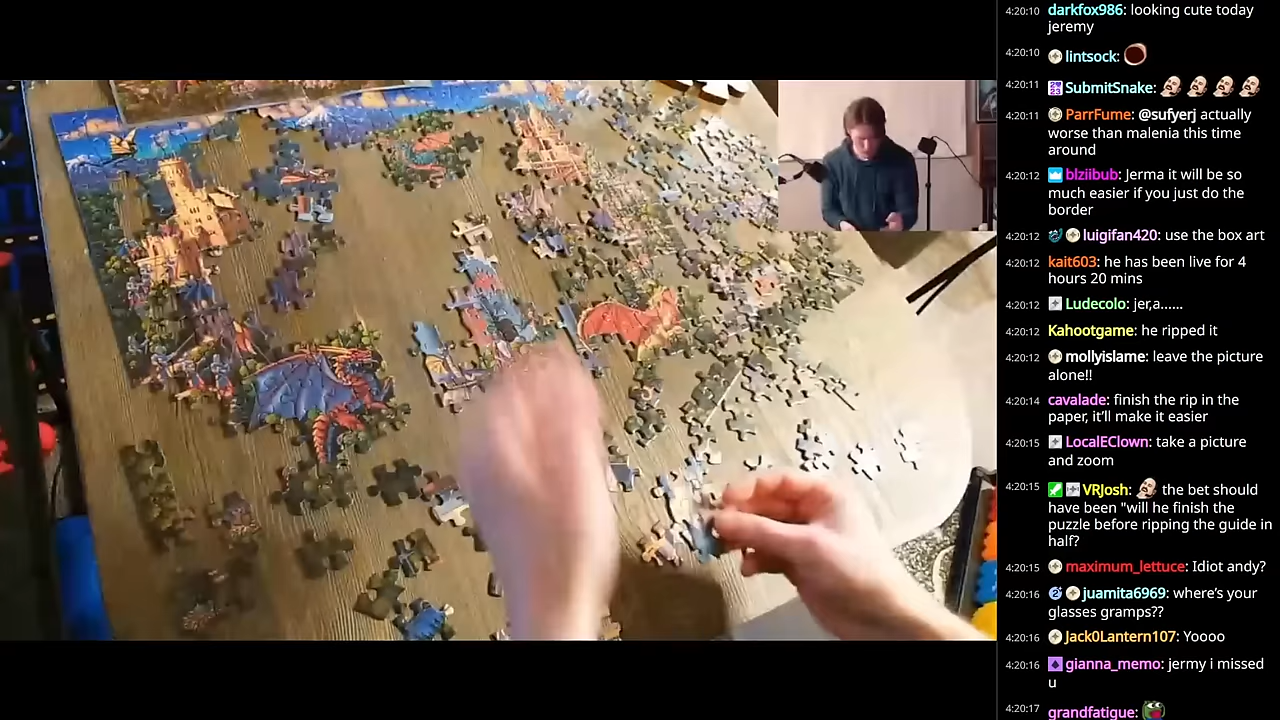 4:20:10 darkfox986: looking cute today
jeremy
4:20:10 lintsock:
4:20:11 SubmitSnake:
4:20:11 ParrFume: @sufyerj actually
worse than malenia this time
around
4:20:12 blziibub: Jerma it will be so
much easier if you just do the
border
4:20:12 luigifan420: use the box art
4:20:12 kait603: he has been live for 4
hours 20 mins
4:20:12 Ludecolo: jer,a......
4:20:12 Kahootgame: he ripped it
4:20:12 mollyislame: leave the picture
alone!!
4:20:14 cavalade: finish the rip in the
paper, it'll make it easier
4:20:15 LocalEClown: take a picture
and zoom
4:20:15 VRJosh: the bet should
have been "will he finish the
puzzle before ripping the guide in
half?
4:20:15 maximum_lettuce: Idiot andy?
4:20:16 juamita6969: where's your
glasses gramps??
4:20:16 Jack0Lantern107: Yoooo
4:20:16 gianna_memo: jermy i missed
u
4:20:17 grandfatigue: